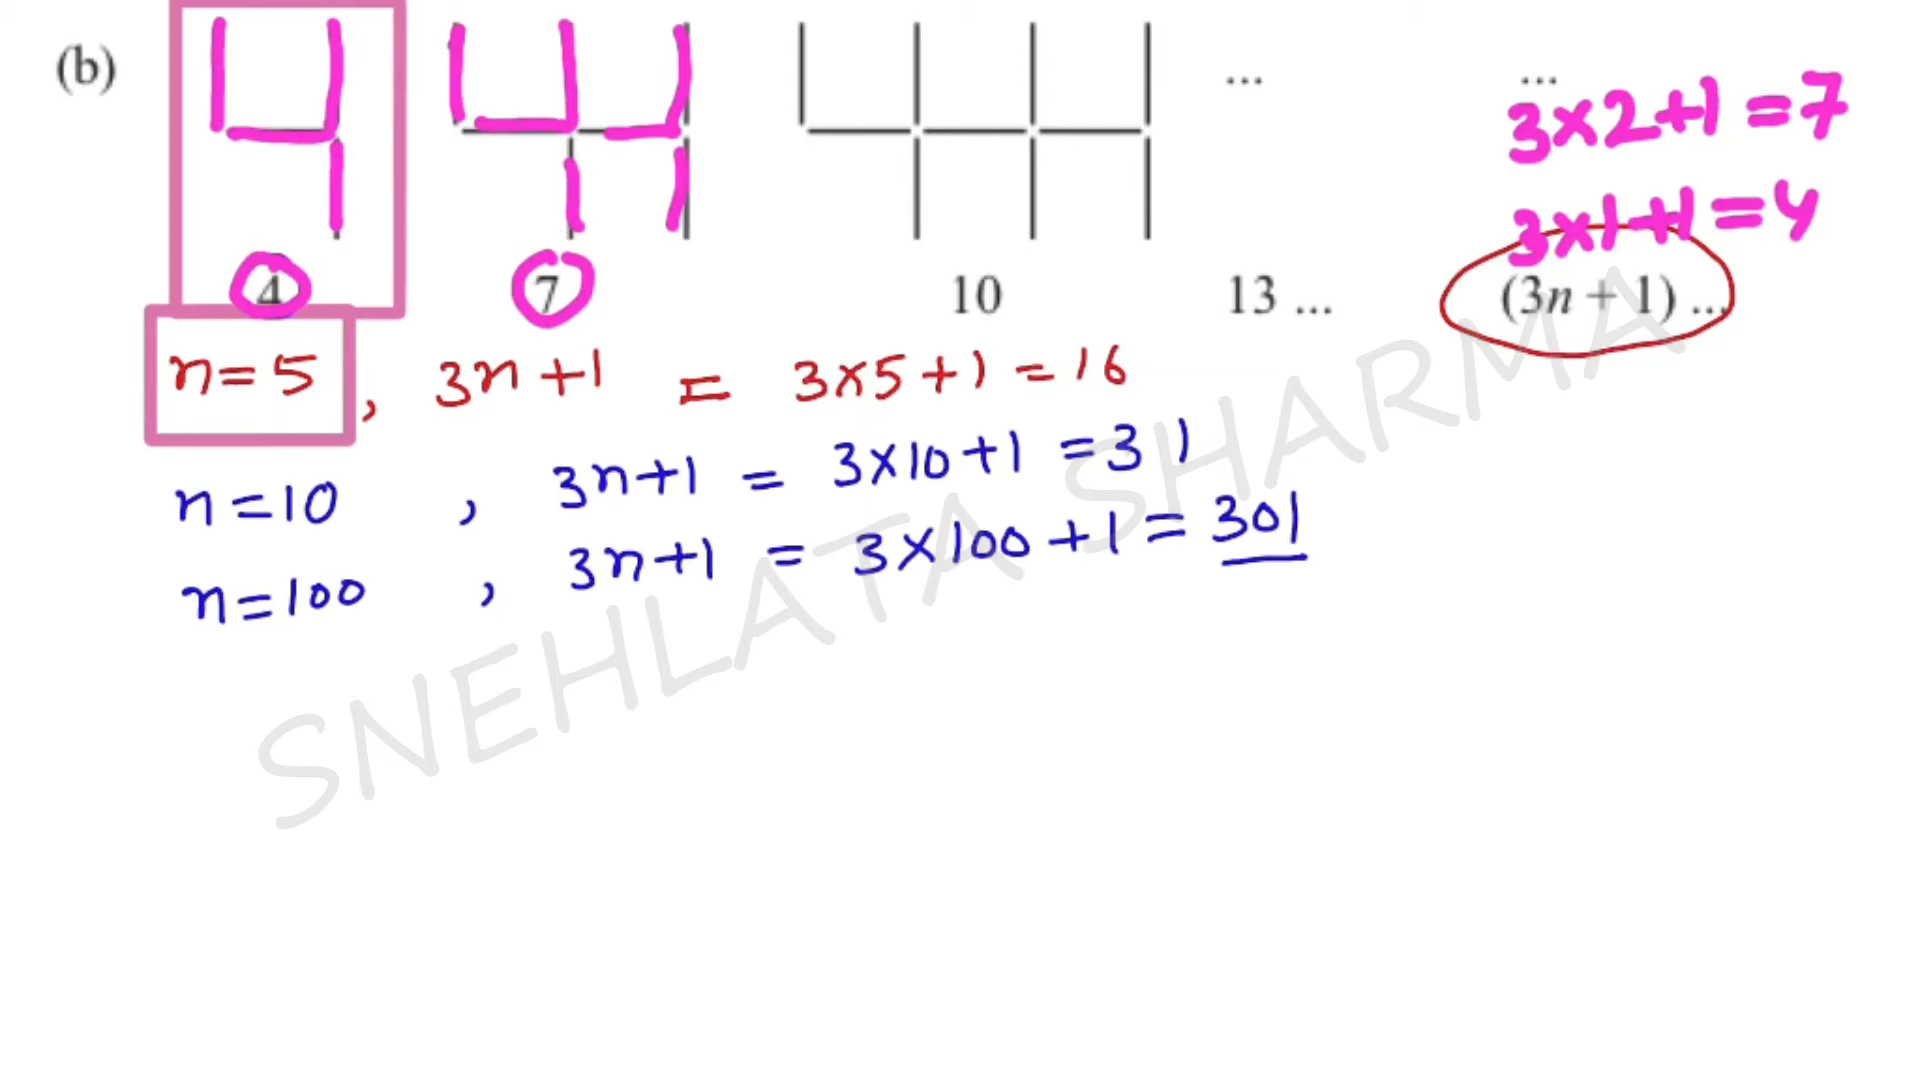 (b)
... ...
3×2+1=7
3×1+1=4
4 7 10 13 ... (3n + 1) ...
n=5, 3n+1 = 3×5+1=16
n=10, 3n+1 = 3×10+1=31
n=100, 3n+1 = 3×100+1=301
SNEHLATA SHARMA